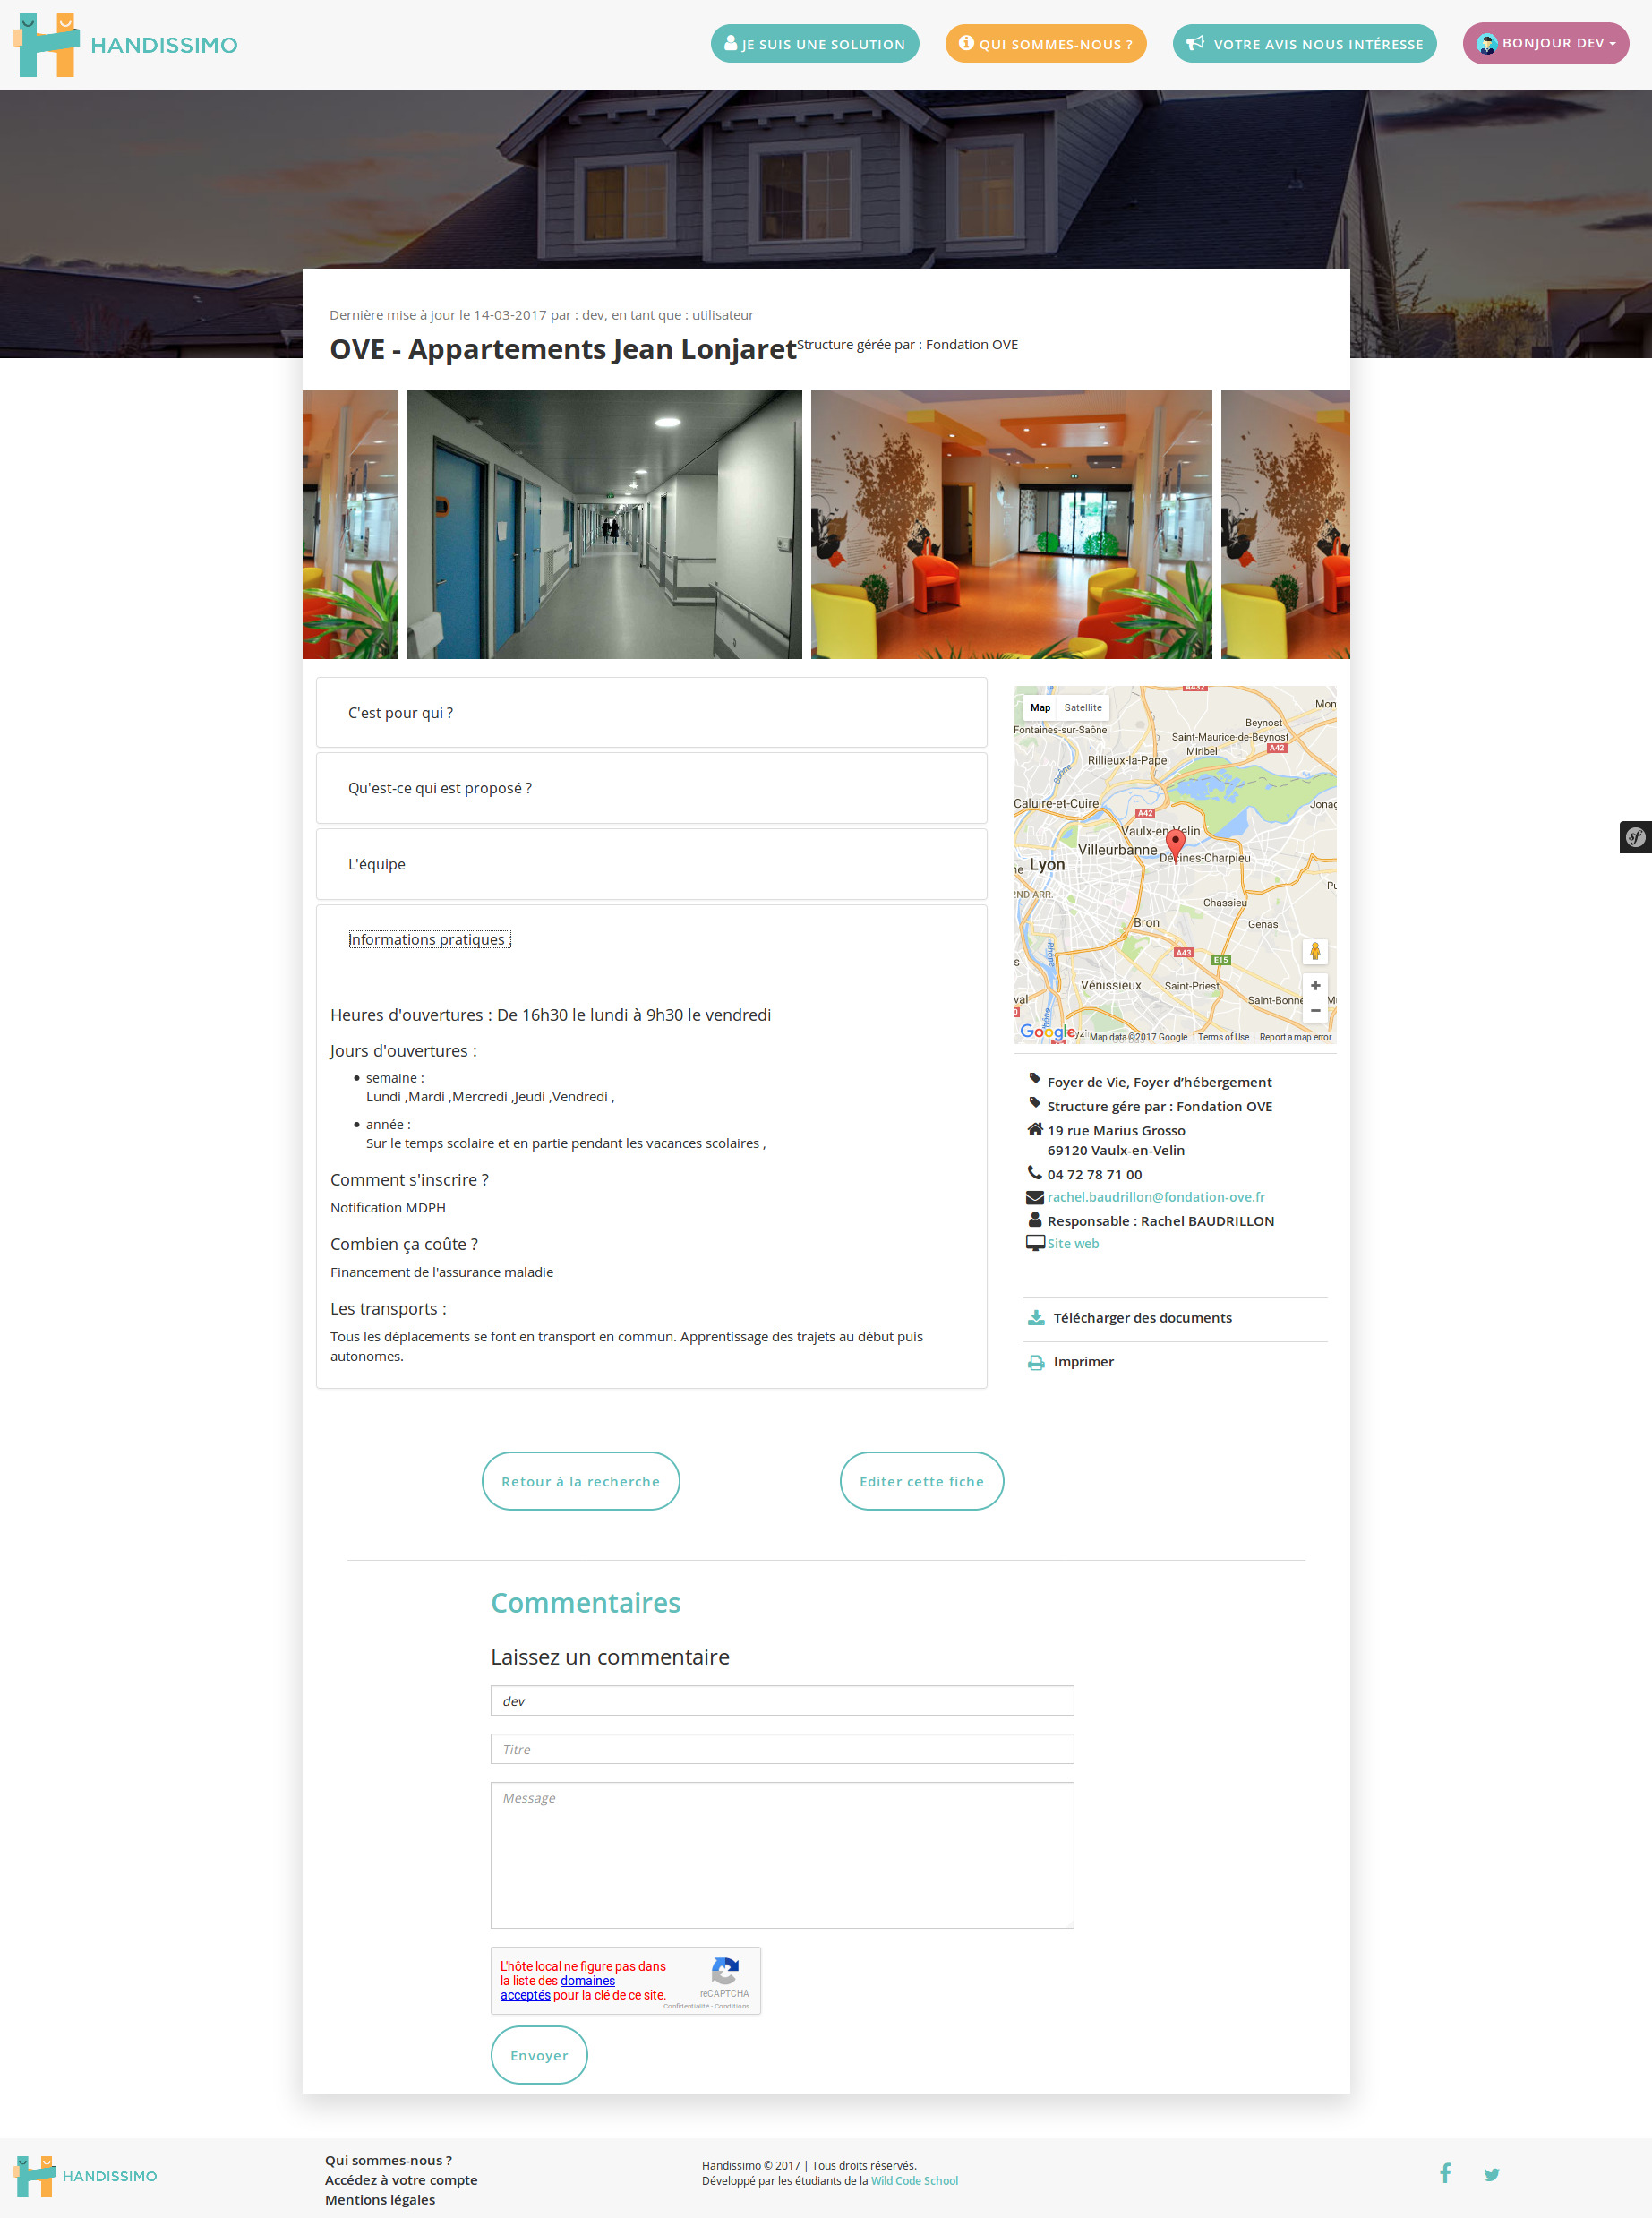 HANDISSIMO
JE SUIS UNE SOLUTION
QUI SOMMES-NOUS ?
VOTRE AVIS NOUS INTÉRESSE
BONJOUR DEV
Dernière mise à jour le 14-03-2017 par : dev, en tant que : utilisateur
OVE - Appartements Jean Lonjaret Structure gérée par : Fondation OVE
C'est pour qui ?
Qu'est-ce qui est proposé ?
L'équipe
Informations pratiques :
Heures d'ouvertures : De 16h30 le lundi à 9h30 le vendredi
Jours d'ouvertures :
semaine :
Lundi ,Mardi ,Mercredi ,Jeudi ,Vendredi ,
année :
Sur le temps scolaire et en partie pendant les vacances scolaires ,
Comment s'inscrire ?
Notification MDPH
Combien ça coûte ?
Financement de l'assurance maladie
Les transports :
Tous les déplacements se font en transport en commun. Apprentissage des trajets au début puis
autonomes.
Map Satellite
Mon
Fontaines-sur-Saône
Beynost
Saint-Maurice-de-Beynost
Miribel
A42
Rillieux-la-Pape
Saône
Caluire-et-Cuire
Jonag
A42
Vaulx-en-Velin
Villeurbanne
Décines-Charpieu
Lyon
2ND ARR.
Chassieu
Bron
Genas
A43
E15
Rhône
Vénissieux
Saint-Priest
Saint-Bonne
Google
Map data ©2017 Google Terms of Use Report a map error
Foyer de Vie, Foyer d’hébergement
Structure gére par : Fondation OVE
19 rue Marius Grosso
69120 Vaulx-en-Velin
04 72 78 71 00
rachel.baudrillon@fondation-ove.fr
Responsable : Rachel BAUDRILLON
Site web
Télécharger des documents
Imprimer
sf
Retour à la recherche
Editer cette fiche
Commentaires
Laissez un commentaire
dev
Titre
Message
L'hôte local ne figure pas dans
la liste des domaines
acceptés pour la clé de ce site.
reCAPTCHA
Confidentialité - Conditions
Envoyer
HANDISSIMO
Qui sommes-nous ?
Accédez à votre compte
Mentions légales
Handissimo © 2017 | Tous droits réservés.
Développé par les étudiants de la Wild Code School